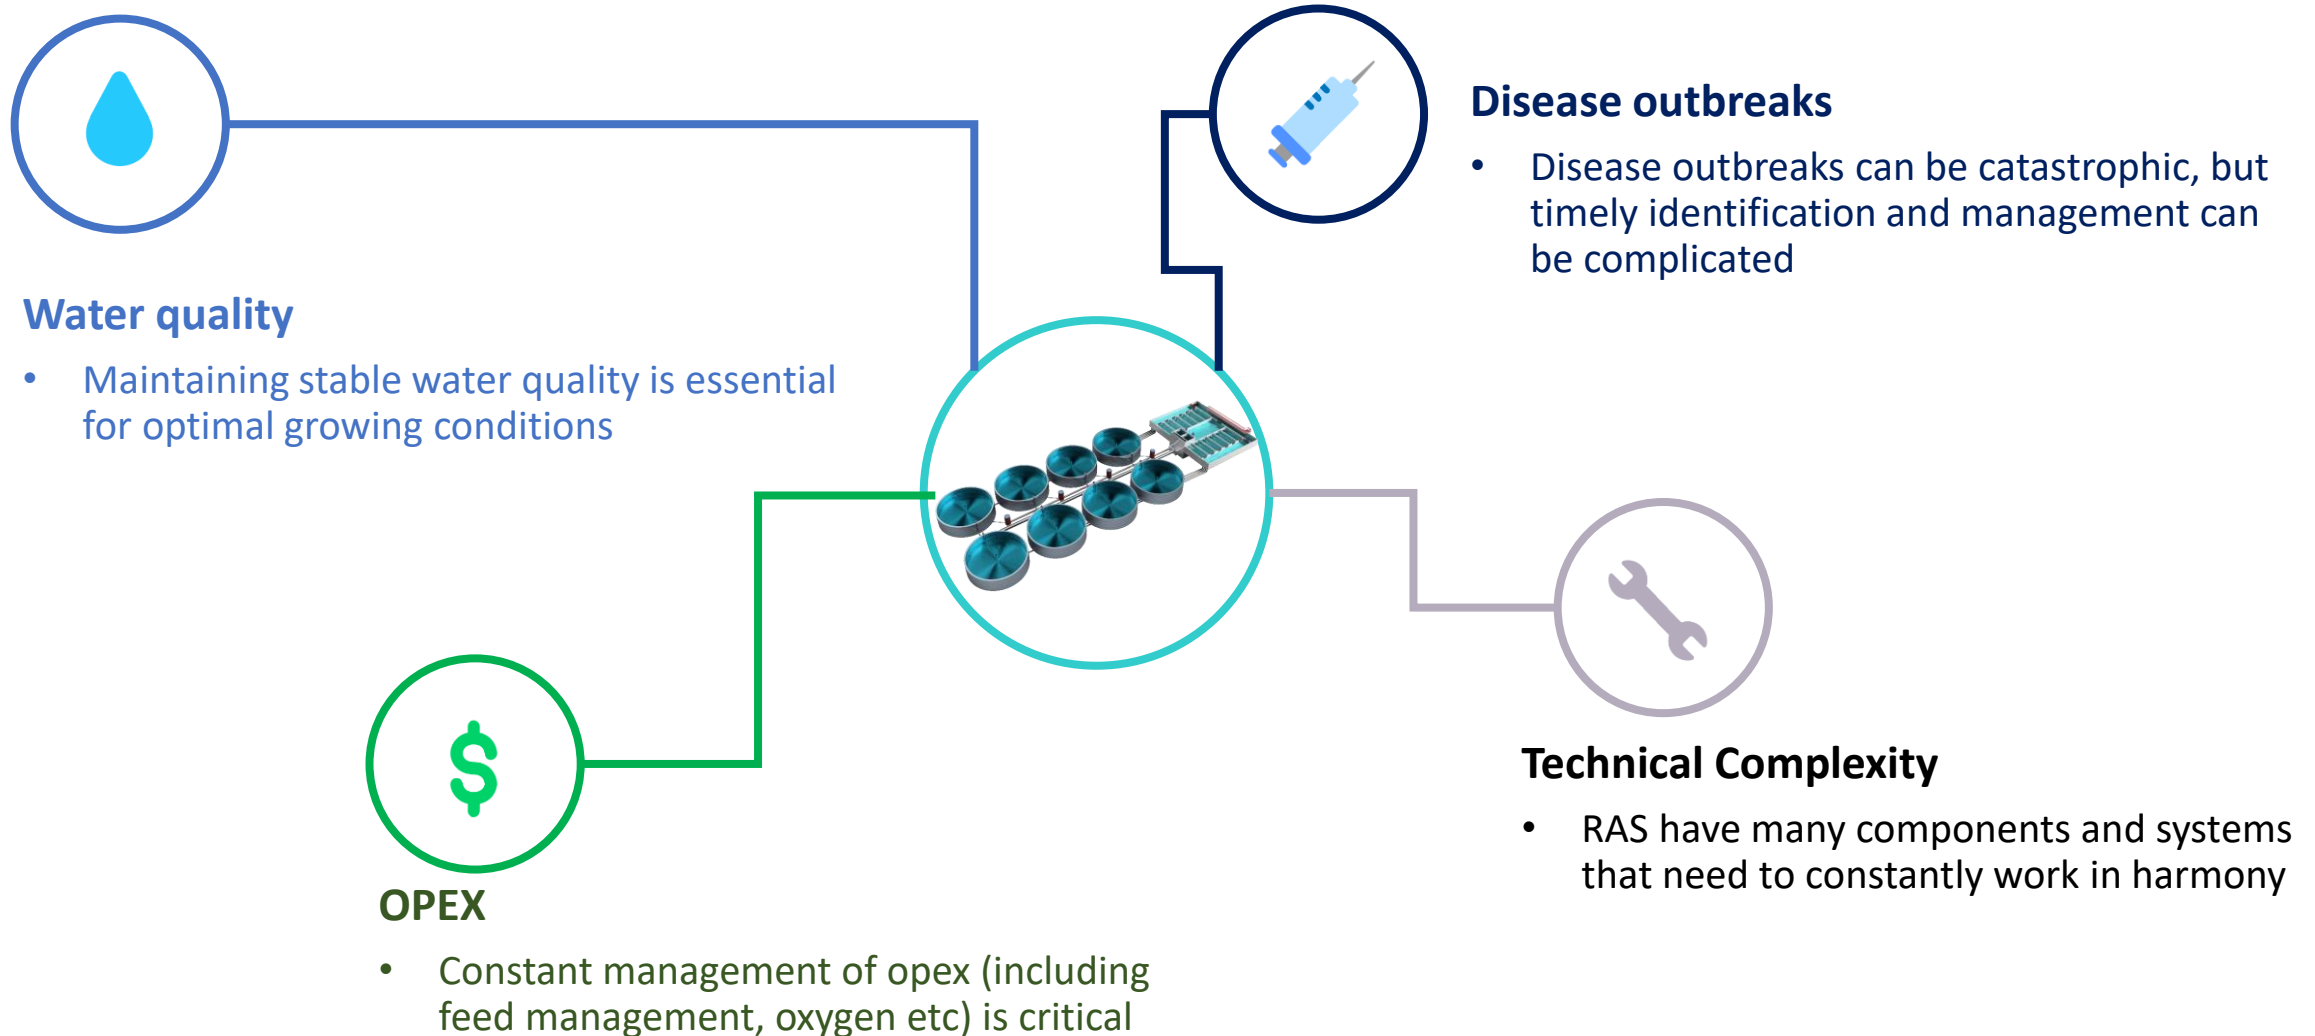 Disease outbreaks
• Disease outbreaks can be catastrophic, but
timely identification and management can
be complicated
Water quality
• Maintaining stable water quality is essential
for optimal growing conditions
$
Technical Complexity
• RAS have many components and systems
that need to constantly work in harmony
OPEX
• Constant management of opex (including
feed management, oxygen etc) is critical